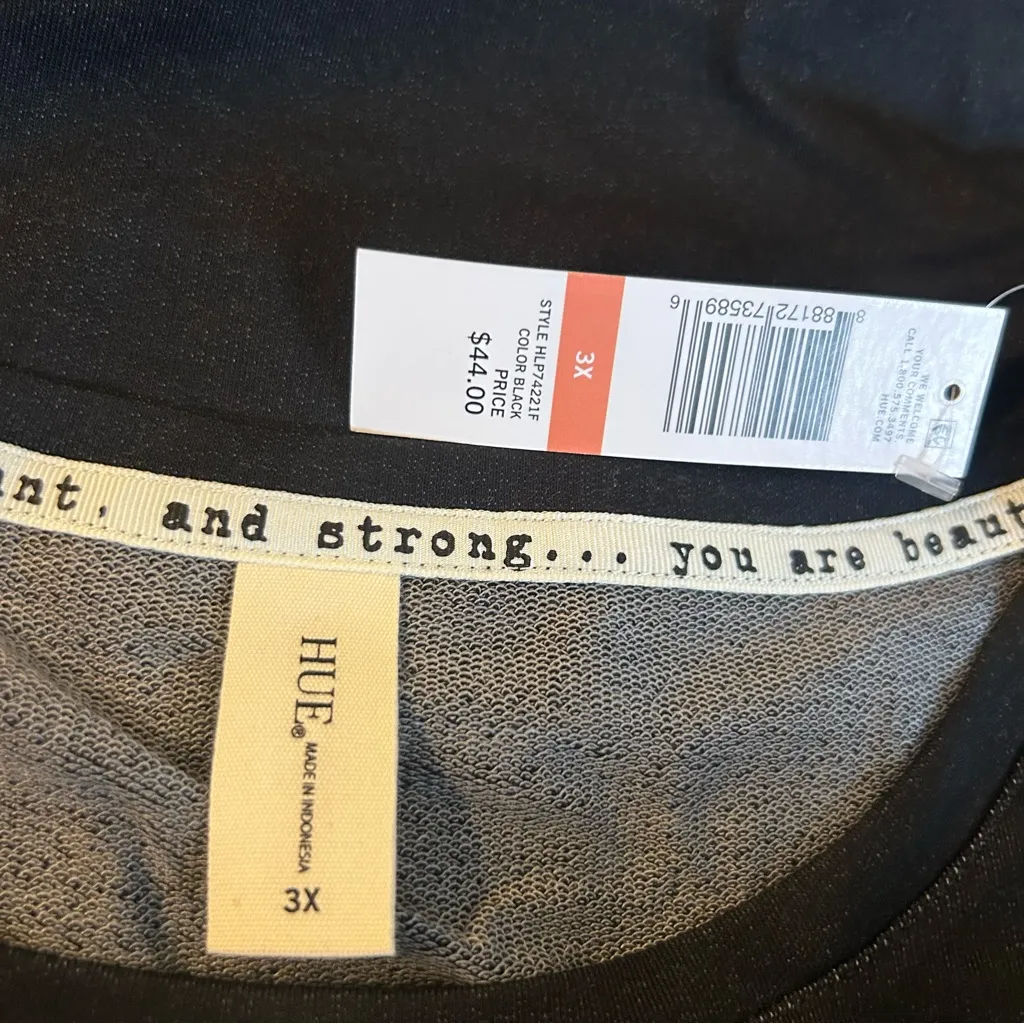 WE WELCOME
YOUR COMMENTS
CALL 1.800.575.3497
HUE.COM
8 88172 73589 6
3X
STYLE HLP74221F
COLOR BLACK
PRICE
$44.00
and strong... you are
HUE®
MADE IN INDONESIA
3X